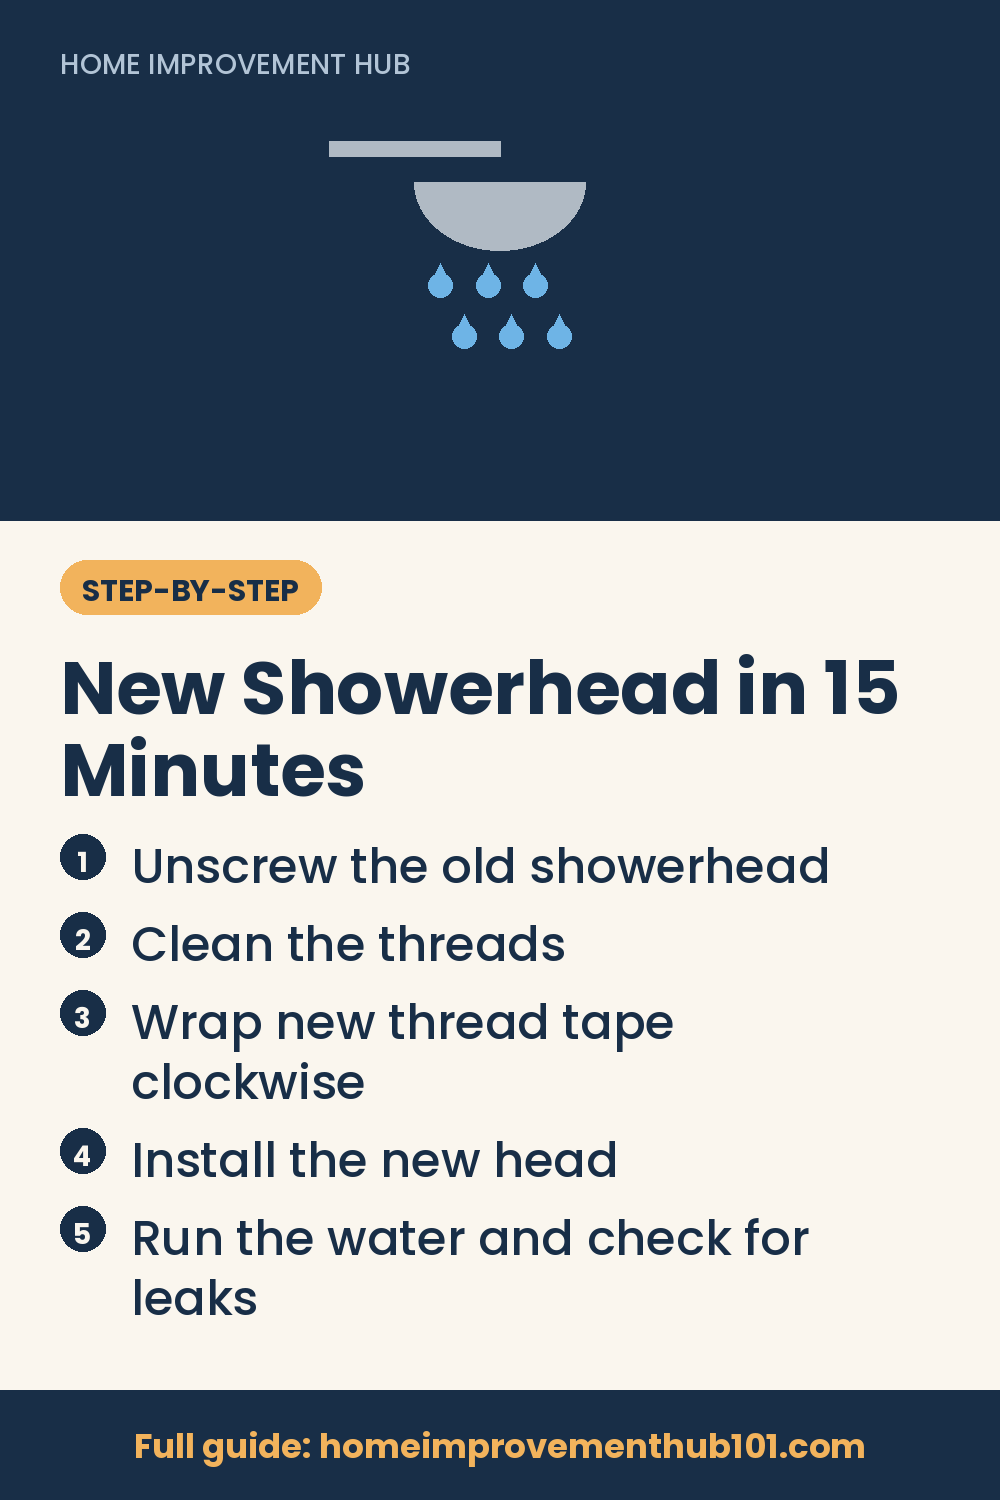 HOME IMPROVEMENT HUB
STEP-BY-STEP
New Showerhead in 15
Minutes
1 Unscrew the old showerhead
2 Clean the threads
3 Wrap new thread tape
clockwise
4 Install the new head
5 Run the water and check for
leaks
Full guide: homeimprovementhub101.com